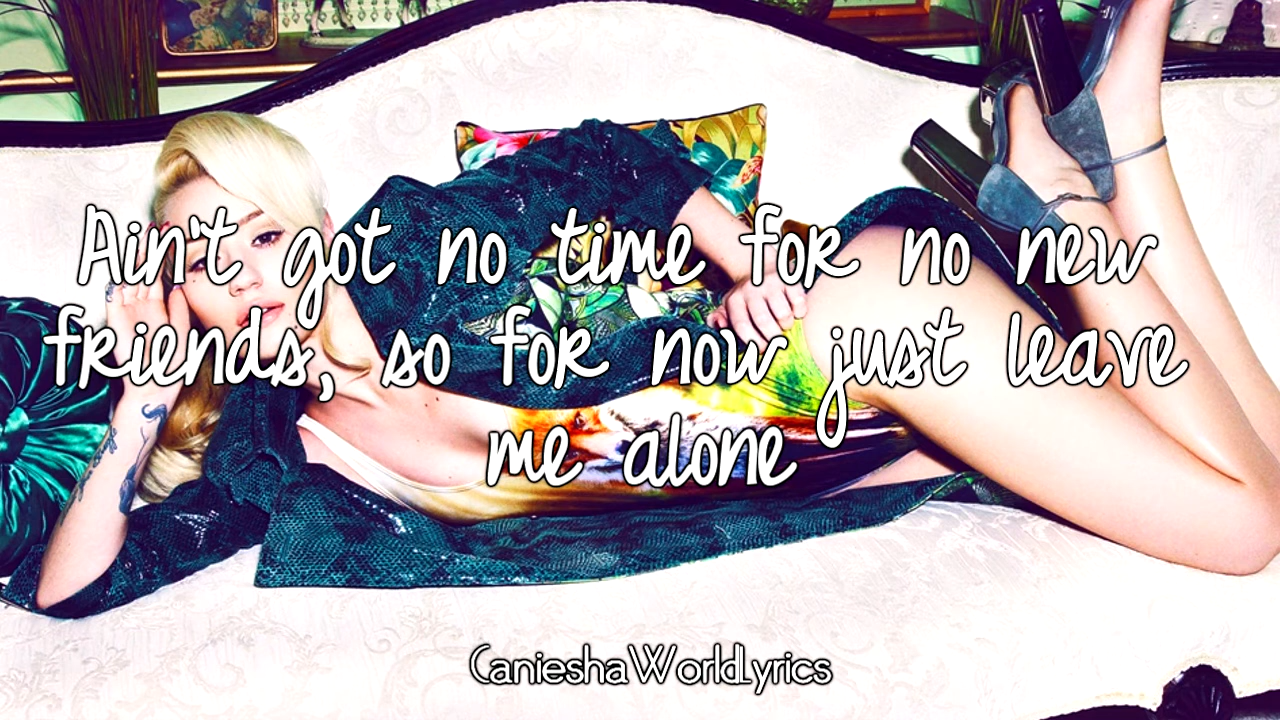 Ain't got no time for no new
friends, so for now just leave
me alone
CanieshaWorldLyrics